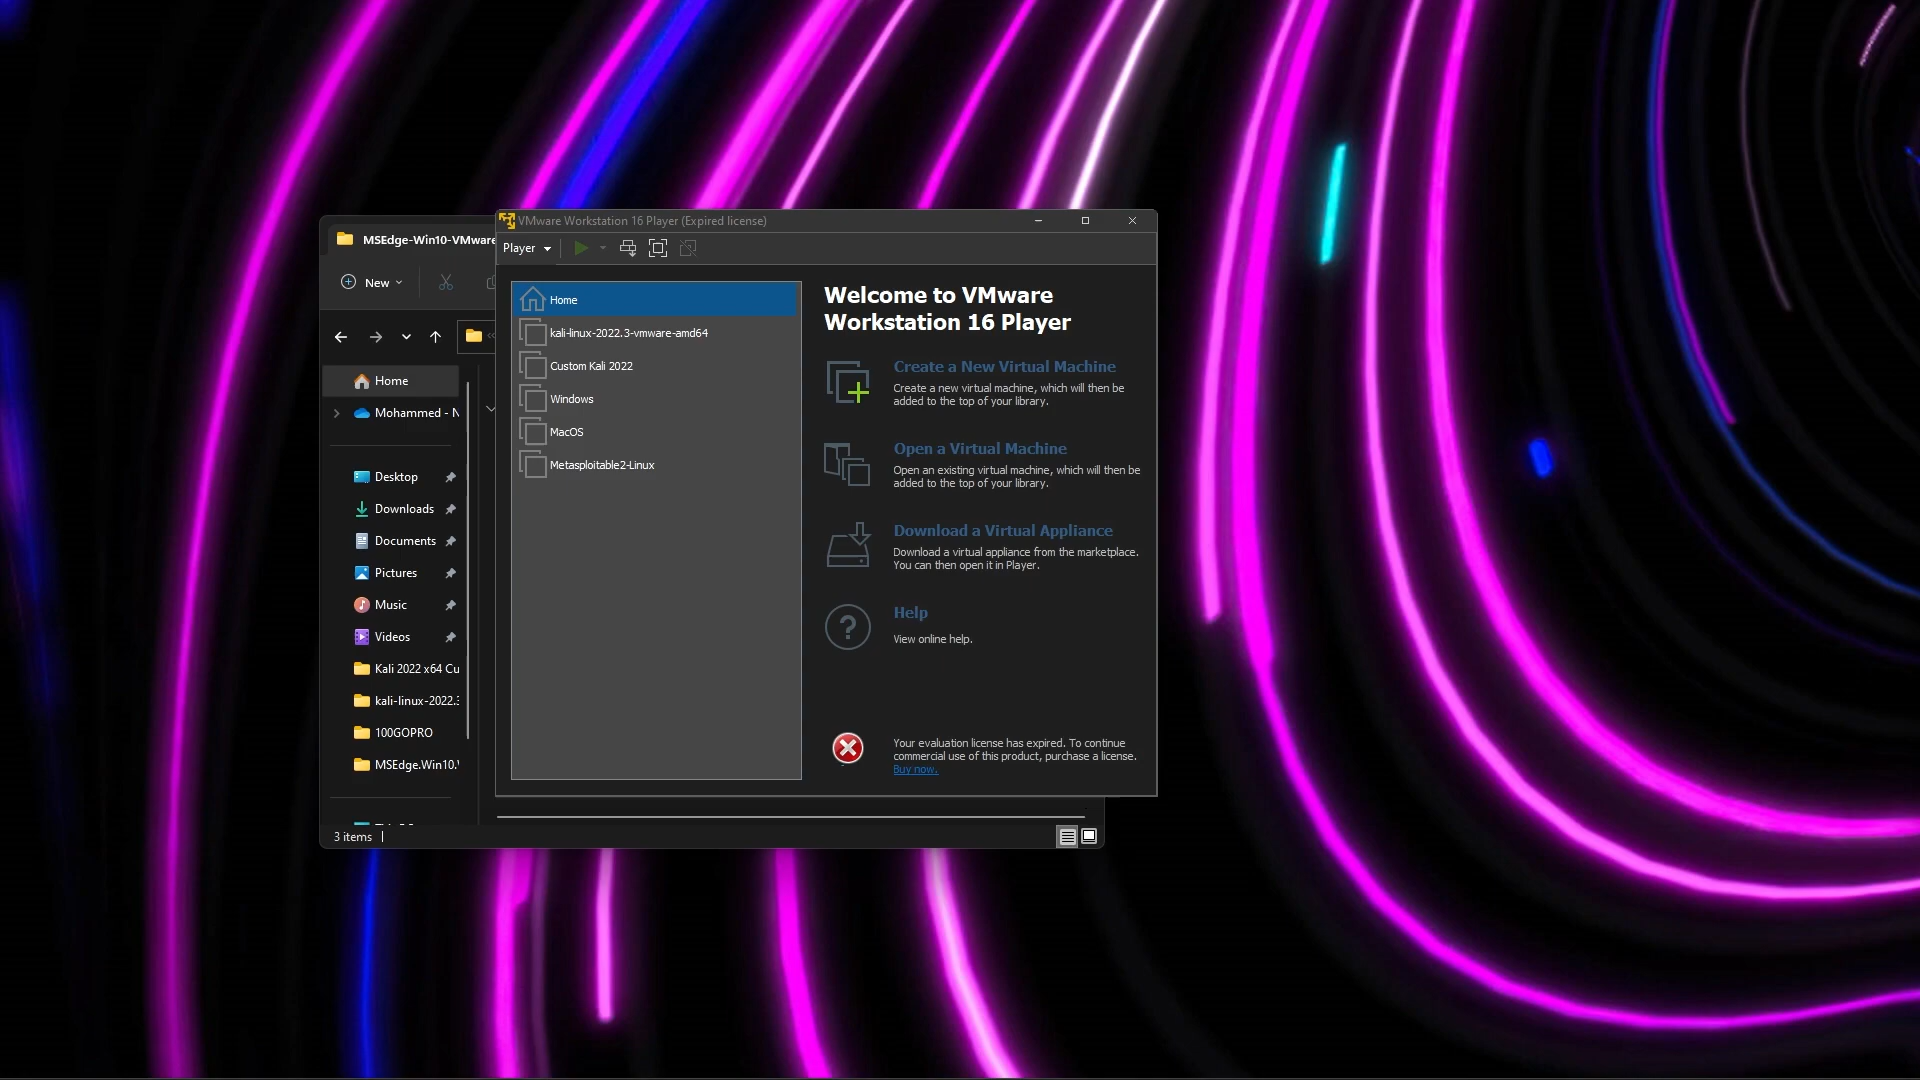 MSEdge-Win10-VMware
New
Home
Mohammed - N
Desktop
Downloads
Documents
Pictures
Music
Videos
Kali 2022 x64 Cu
kali-linux-2022.3
100GOPRO
MSEdge.Win10.V
3 items
VMware Workstation 16 Player (Expired license)
Player
Home
kali-linux-2022.3-vmware-amd64
Custom Kali 2022
Windows
MacOS
Metasploitable2-Linux
Welcome to VMware
Workstation 16 Player
Create a New Virtual Machine
Create a new virtual machine, which will then be
added to the top of your library.
Open a Virtual Machine
Open an existing virtual machine, which will then be
added to the top of your library.
Download a Virtual Appliance
Download a virtual appliance from the marketplace.
You can then open it in Player.
?
Help
View online help.
Your evaluation license has expired. To continue
commercial use of this product, purchase a license.
Buy now.